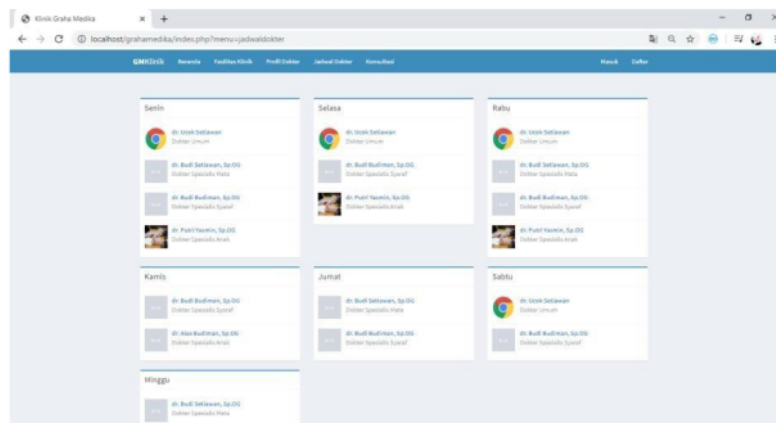 Klinik Graha Medika
localhost/grahamedika/index.php?menu=jadwaldokter
GMKlinik Beranda Fasilitas Klinik Profil Dokter Jadwal Dokter Konsultasi Masuk Daftar
Senin
dr. Ucok Setiawan
Dokter Umum
dr. Budi Setiawan, Sp.OG
Dokter Spesialis Mata
dr. Budi Budiman, Sp.OG
Dokter Spesialis Syaraf
dr. Putri Yasmin, Sp.OG
Dokter Spesialis Anak
Selasa
dr. Ucok Setiawan
Dokter Umum
dr. Budi Budiman, Sp.OG
Dokter Spesialis Syaraf
dr. Putri Yasmin, Sp.OG
Dokter Spesialis Anak
Rabu
dr. Ucok Setiawan
Dokter Umum
dr. Budi Setiawan, Sp.OG
Dokter Spesialis Mata
dr. Budi Budiman, Sp.OG
Dokter Spesialis Syaraf
dr. Putri Yasmin, Sp.OG
Dokter Spesialis Anak
Kamis
dr. Budi Budiman, Sp.OG
Dokter Spesialis Syaraf
dr. Alex Budiman, Sp.OG
Dokter Spesialis Anak
Jumat
dr. Budi Setiawan, Sp.OG
Dokter Spesialis Mata
dr. Budi Budiman, Sp.OG
Dokter Spesialis Syaraf
Sabtu
dr. Ucok Setiawan
Dokter Umum
dr. Budi Budiman, Sp.OG
Dokter Spesialis Syaraf
Minggu
dr. Budi Setiawan, Sp.OG
Dokter Spesialis Mata